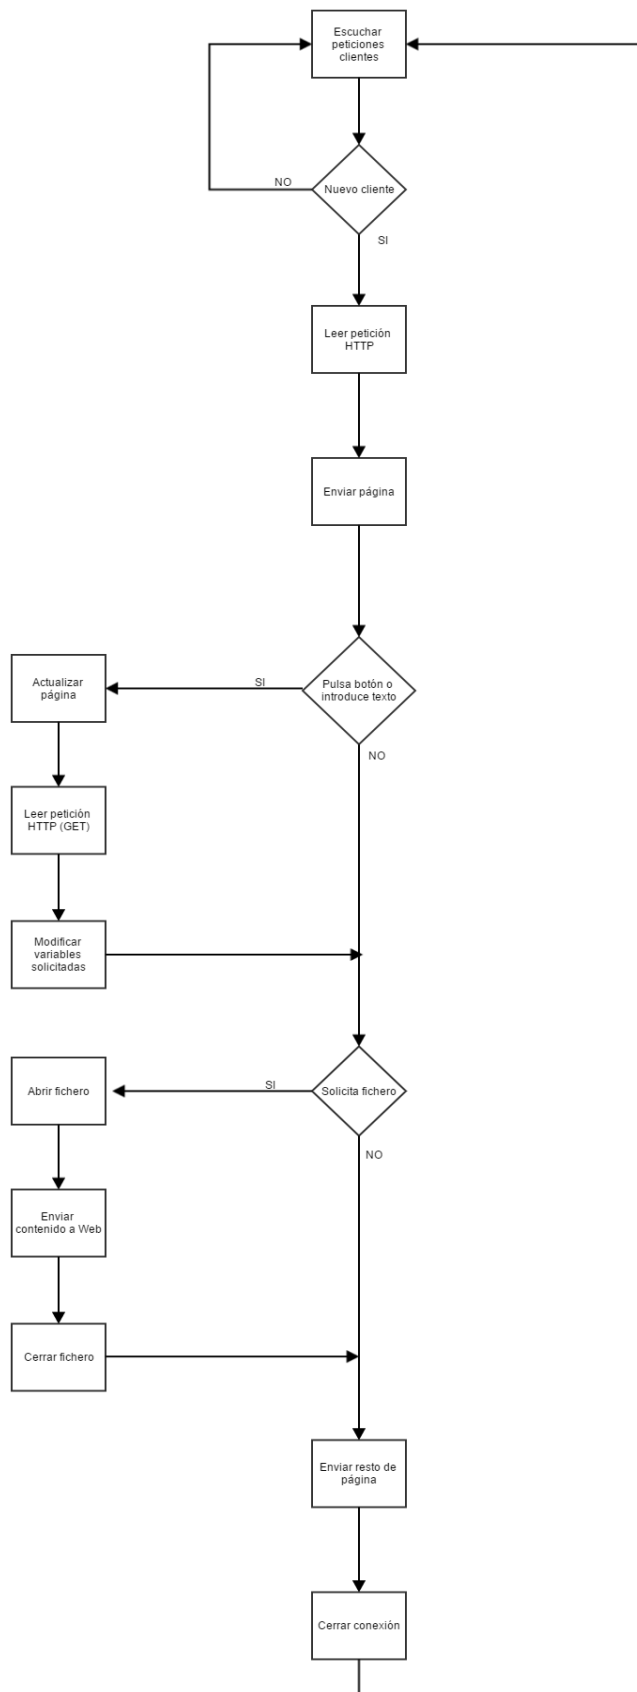 Escuchar
peticiones
clientes
NO
Nuevo cliente
SI
Leer petición
HTTP
Enviar página
Actualizar
página
SI
Pulsa botón o
introduce texto
NO
Leer petición
HTTP (GET)
Modificar
variables
solicitadas
Abrir fichero
SI
Solicita fichero
NO
Enviar
contenido a Web
Cerrar fichero
Enviar resto de
página
Cerrar conexión